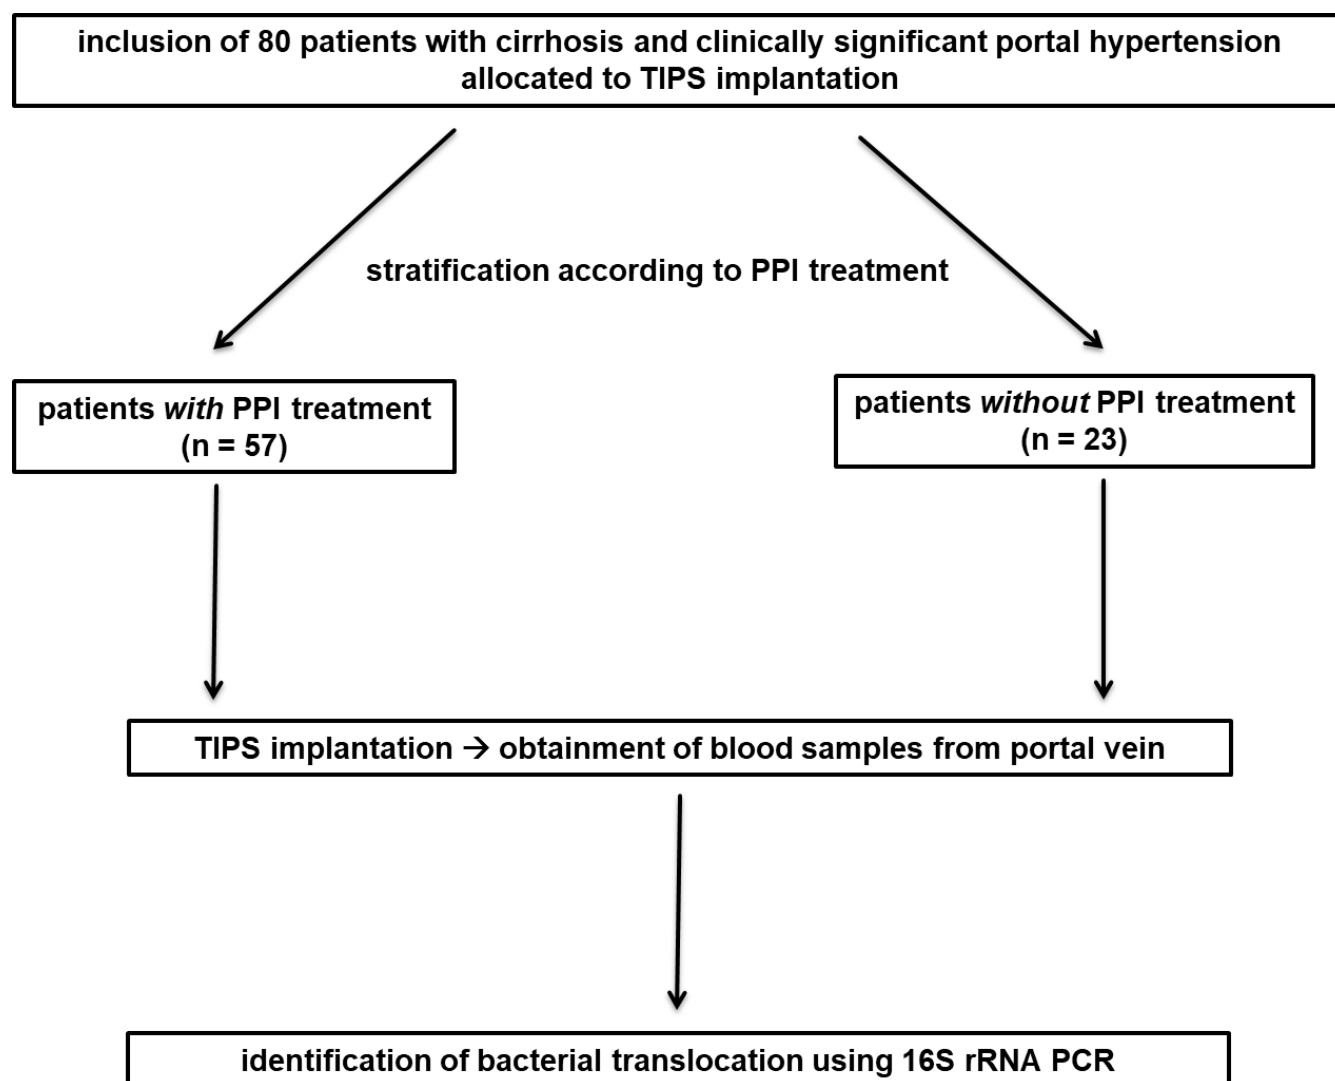 inclusion of 80 patients with cirrhosis and clinically significant portal hypertension
allocated to TIPS implantation
stratification according to PPI treatment
patients with PPI treatment
(n = 57)
patients without PPI treatment
(n = 23)
TIPS implantation → obtainment of blood samples from portal vein
identification of bacterial translocation using 16S rRNA PCR